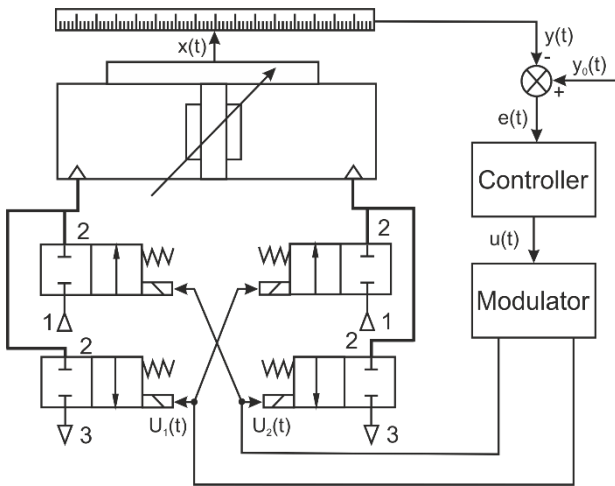 x(t)
y(t)
-
y₀(t)
+
e(t)
Controller
u(t)
Modulator
2
2
1
1
2
2
U₁(t)
U₂(t)
3
3